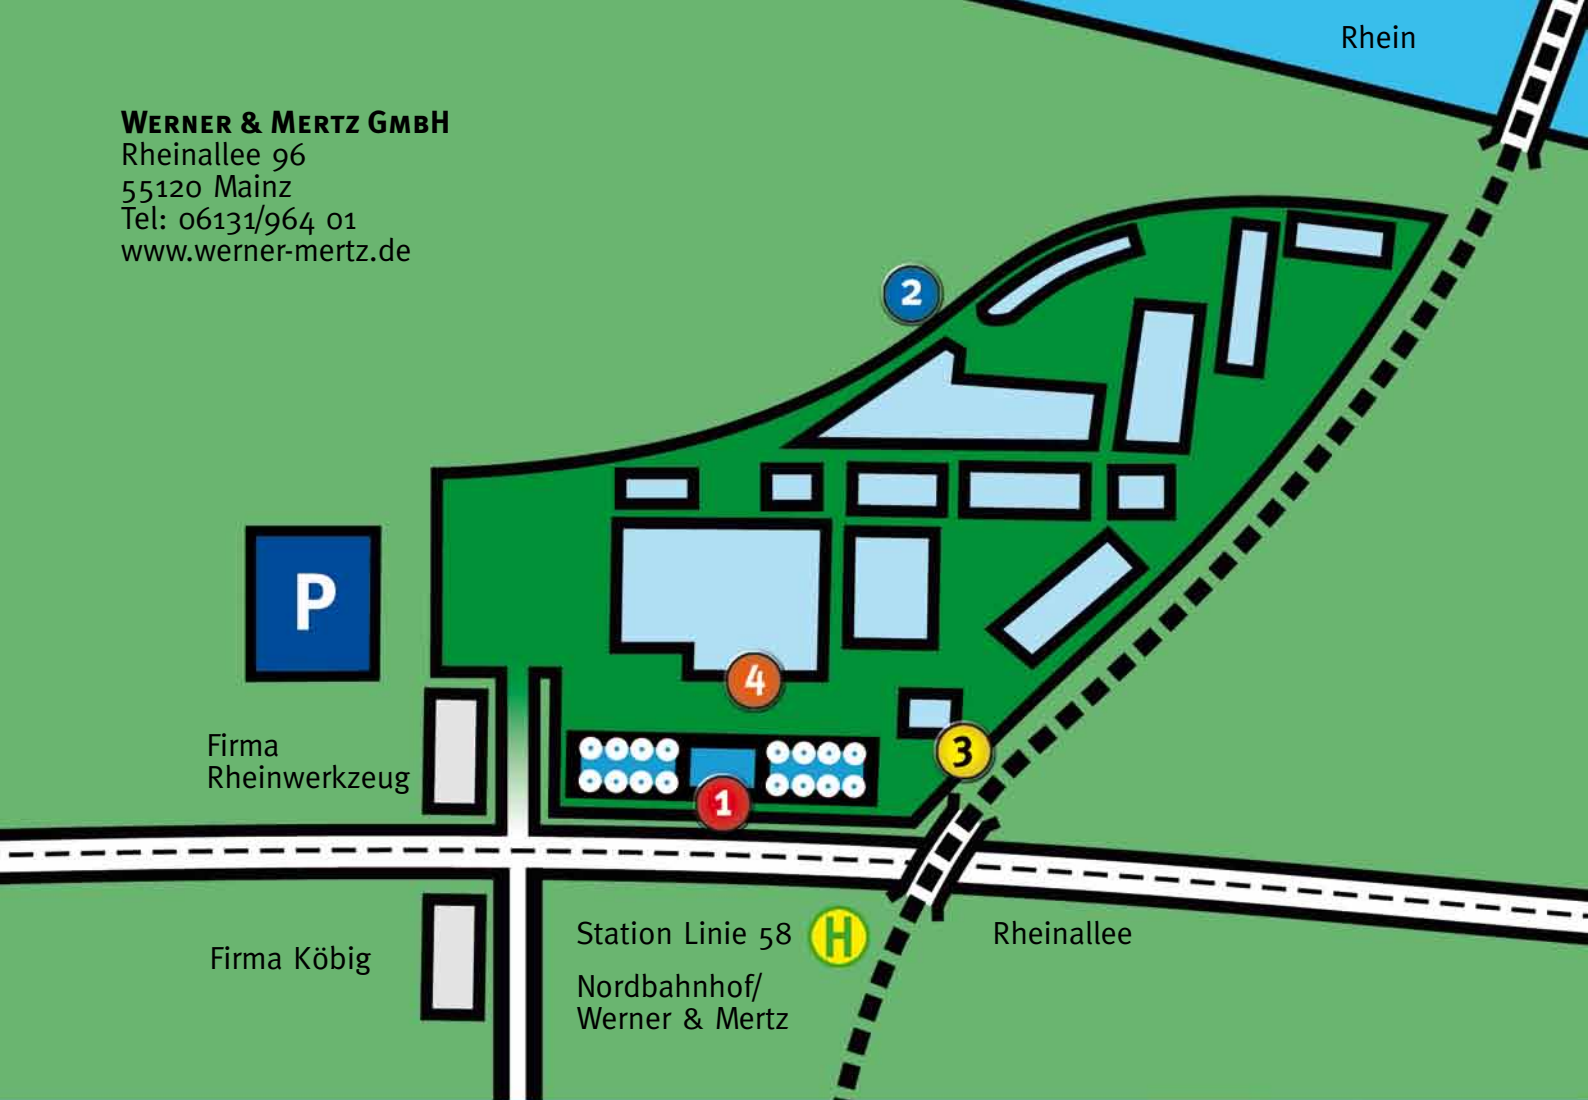 Rhein
WERNER & MERTZ GMBH
Rheinallee 96
55120 Mainz
Tel: 06131/964 01
www.werner-mertz.de
2
P
4
Firma
Rheinwerkzeug
3
1
Station Linie 58
H
Rheinallee
Firma Köbig
Nordbahnhof/
Werner & Mertz